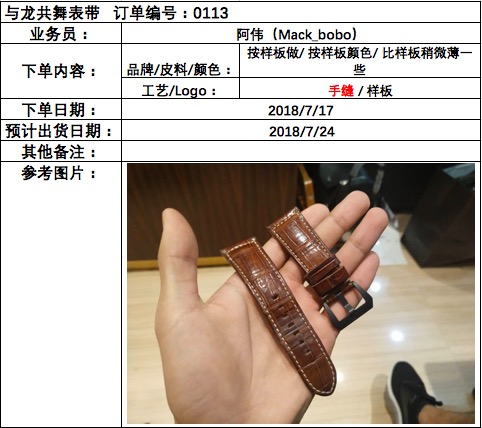 与龙共舞表带 订单编号：0113
业务员： 阿伟（Mack_bobo）
下单内容： 品牌/皮料/颜色： 按样板做/ 按样板颜色/ 比样板稍微薄一
些
工艺/Logo： 手缝 / 样板
下单日期： 2018/7/17
预计出货日期： 2018/7/24
其他备注：
参考图片：